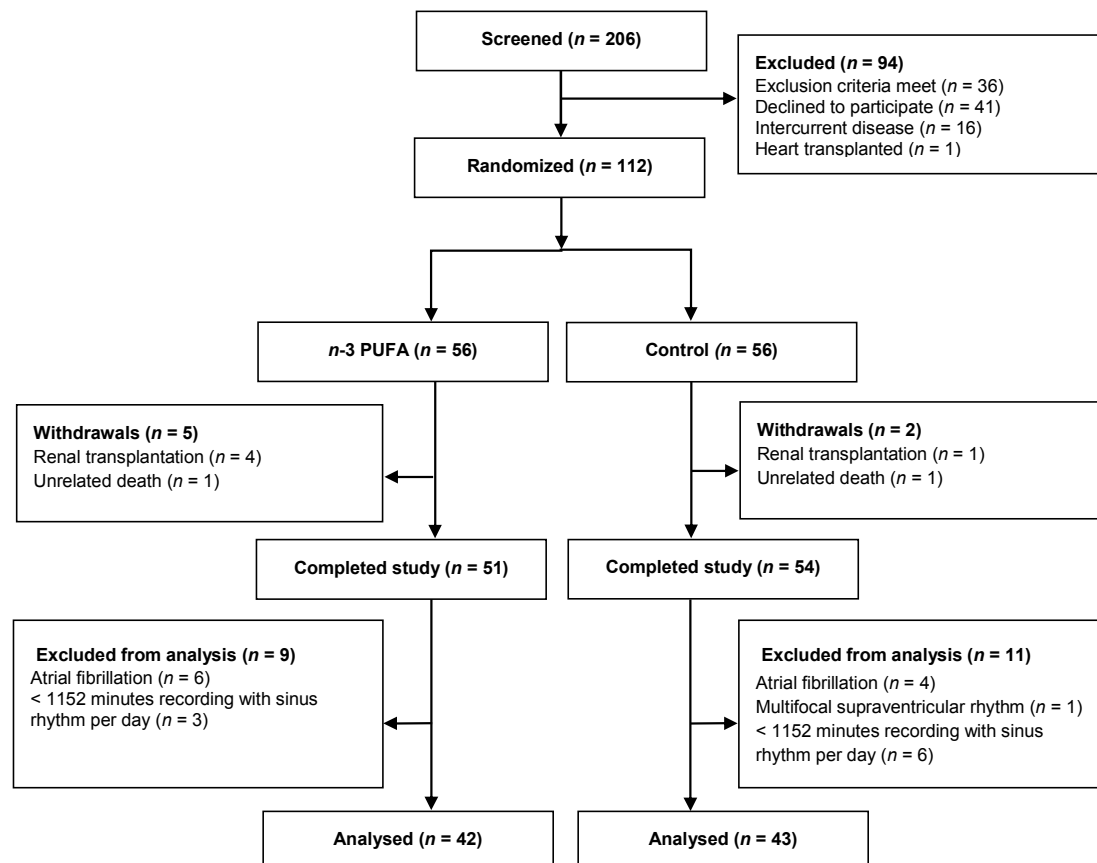 Screened (n = 206)
Excluded (n = 94)
Exclusion criteria meet (n = 36)
Declined to participate (n = 41)
Intercurrent disease (n = 16)
Heart transplanted (n = 1)
Randomized (n = 112)
n-3 PUFA (n = 56)
Control (n = 56)
Withdrawals (n = 5)
Renal transplantation (n = 4)
Unrelated death (n = 1)
Withdrawals (n = 2)
Renal transplantation (n = 1)
Unrelated death (n = 1)
Completed study (n = 51)
Completed study (n = 54)
Excluded from analysis (n = 9)
Atrial fibrillation (n = 6)
< 1152 minutes recording with sinus
rhythm per day (n = 3)
Excluded from analysis (n = 11)
Atrial fibrillation (n = 4)
Multifocal supraventricular rhythm (n = 1)
< 1152 minutes recording with sinus
rhythm per day (n = 6)
Analysed (n = 42)
Analysed (n = 43)